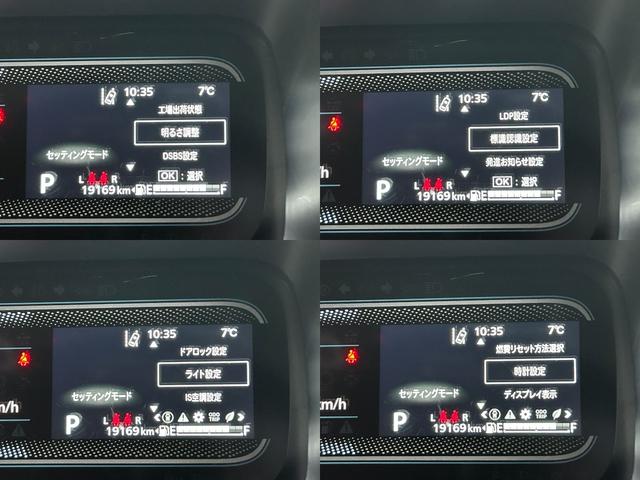 10:35 7℃
工場出荷状態
明るさ調整
セッティングモード
DSBS設定
OK：選択
P
L R
19169km E F
10:35 7℃
LDP設定
標識認識設定
セッティングモード
発進お知らせ設定
OK：選択
P
L R
19169km E F
10:35 7℃
ドアロック設定
ライト設定
セッティングモード
IS空調設定
m/h
P
L R
ODO TRIP
19169km E F
10:35 7℃
燃費リセット方法選択
時計設定
セッティングモード
ディスプレイ表示
m/h
P
L R
ODO TRIP
19169km E F